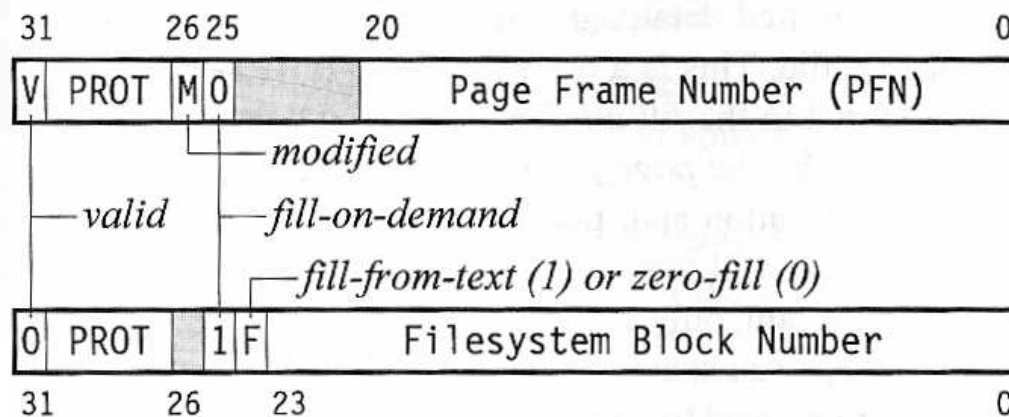 31 26 25 20 0
V PROT M 0 Page Frame Number (PFN)
modified
valid fill-on-demand
fill-from-text (1) or zero-fill (0)
0 PROT 1 F Filesystem Block Number
31 26 23 0